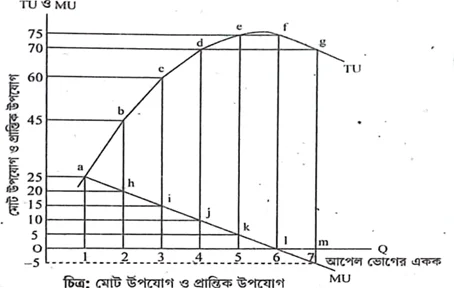 TU ও MU
75
70
60
45
25
20
15
10
5
O
-5
মোট উপযোগ ও প্রান্তিক উপযোগ
a
b
c
d
e
f
g
TU
h
i
j
k
l
m
Q
1 2 3 4 5 6 7 আপেল ভোগের একক
MU
চিত্র: মোট উপযোগ ও প্রান্তিক উপযোগ